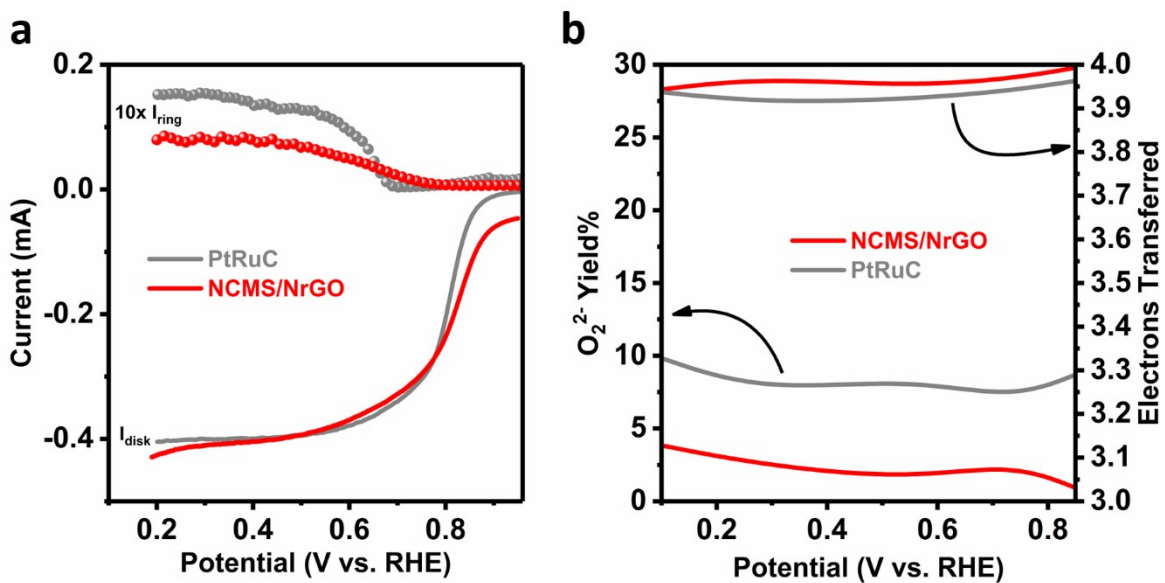 a
0.2
0.0
-0.2
-0.4
Current (mA)
10x I_ring
PtRuC
NCMS/NrGO
I_disk
0.2 0.4 0.6 0.8
Potential (V vs. RHE)
b
30
25
20
15
10
5
0
O₂²⁻ Yield%
NCMS/NrGO
PtRuC
4.0
3.9
3.8
3.7
3.6
3.5
3.4
3.3
3.2
3.1
3.0
Electrons Transferred
0.2 0.4 0.6 0.8
Potential (V vs. RHE)